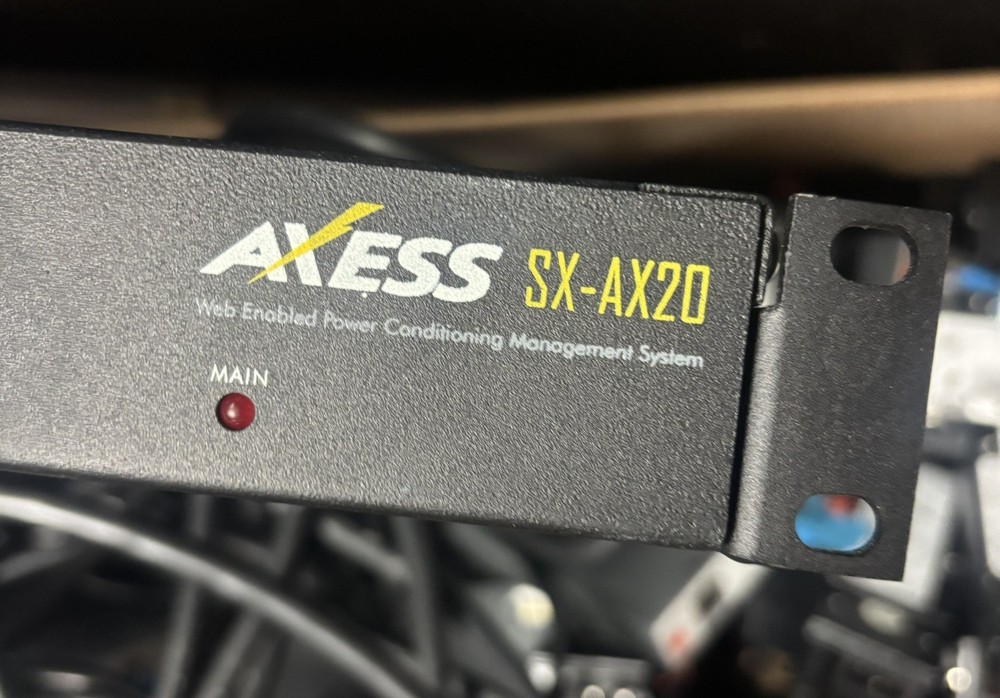 AXESS SX-AX20
Web Enabled Power Conditioning Management System
MAIN